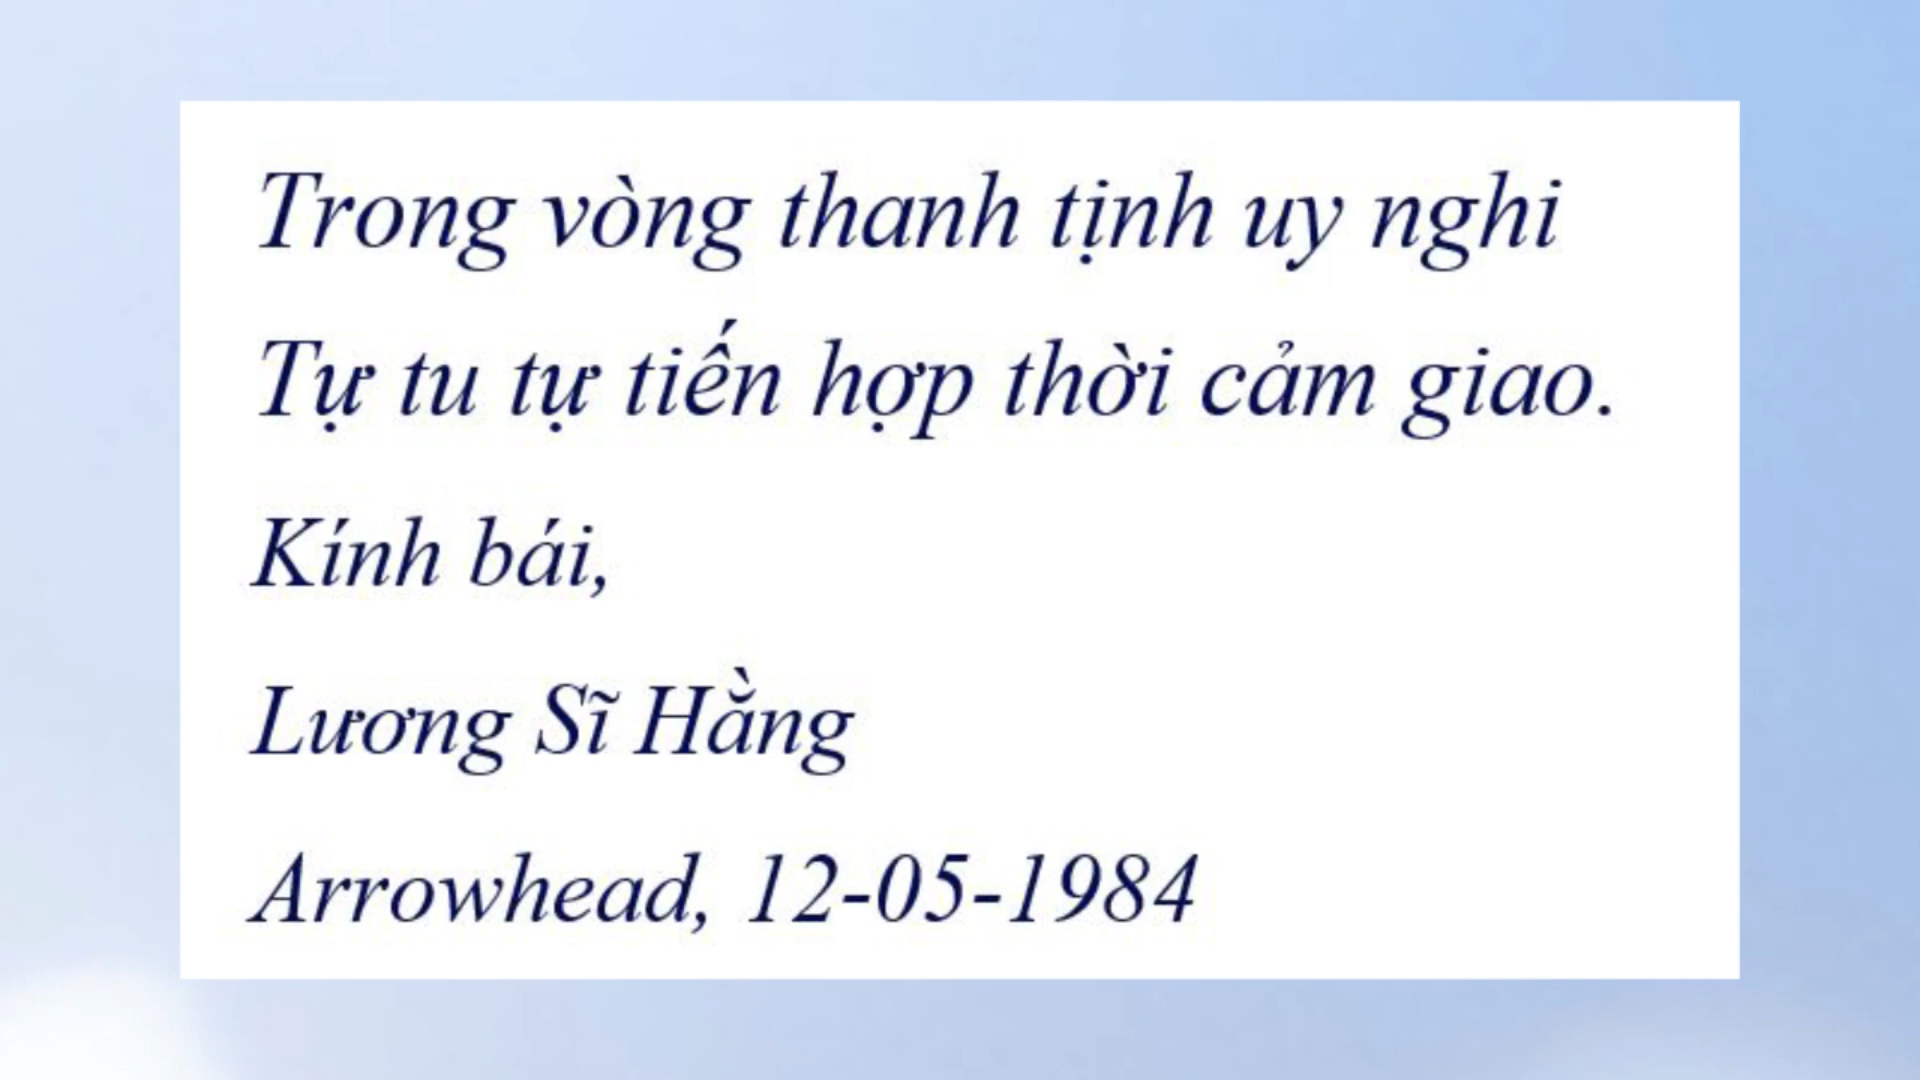 Trong vòng thanh tịnh uy nghi
Tự tu tự tiến hợp thời cảm giao.
Kính bái,
Lương Sĩ Hằng
Arrowhead, 12-05-1984